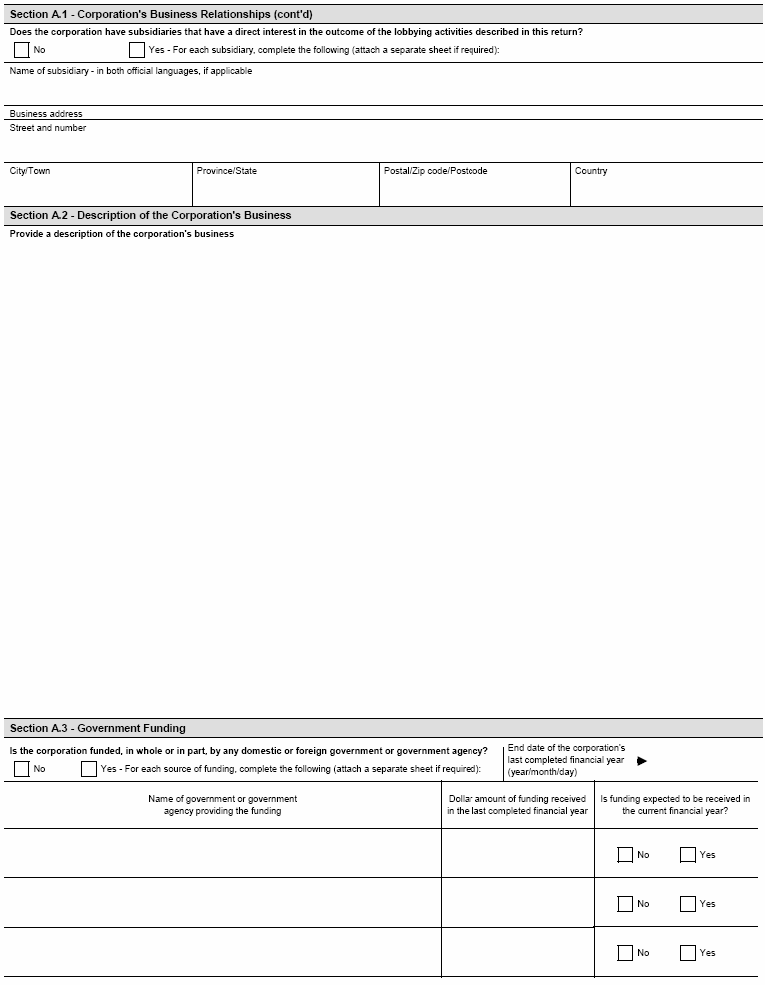 Section A.1 - Corporation's Business Relationships (cont'd)
Does the corporation have subsidiaries that have a direct interest in the outcome of the lobbying activities described in this return?
No Yes - For each subsidiary, complete the following (attach a separate sheet if required):
Name of subsidiary - in both official languages, if applicable
Business address
Street and number
City/Town Province/State Postal/Zip code/Postcode Country
Section A.2 - Description of the Corporation's Business
Provide a description of the corporation's business
Section A.3 - Government Funding
Is the corporation funded, in whole or in part, by any domestic or foreign government or government agency?
No Yes - For each source of funding, complete the following (attach a separate sheet if required):
End date of the corporation's
last completed financial year
(year/month/day)
Name of government or government
agency providing the funding
Dollar amount of funding received
in the last completed financial year
Is funding expected to be received in
the current financial year?
No Yes
No Yes
No Yes